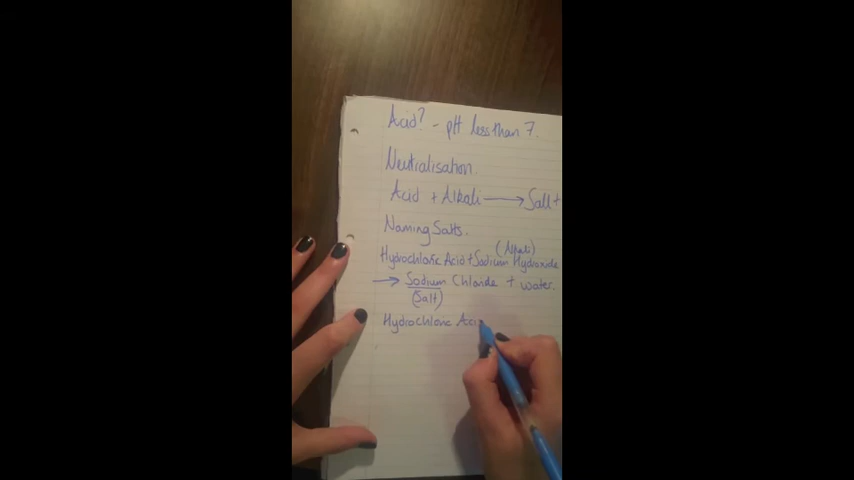 Acid? - pH less than 7.
Neutralisation.
Acid + Alkali → Salt +
Naming Salts.
(Alkali)
Hydrochloric Acid + Sodium Hydroxide
→ Sodium Chloride + water.
(Salt)
Hydrochloric Aci